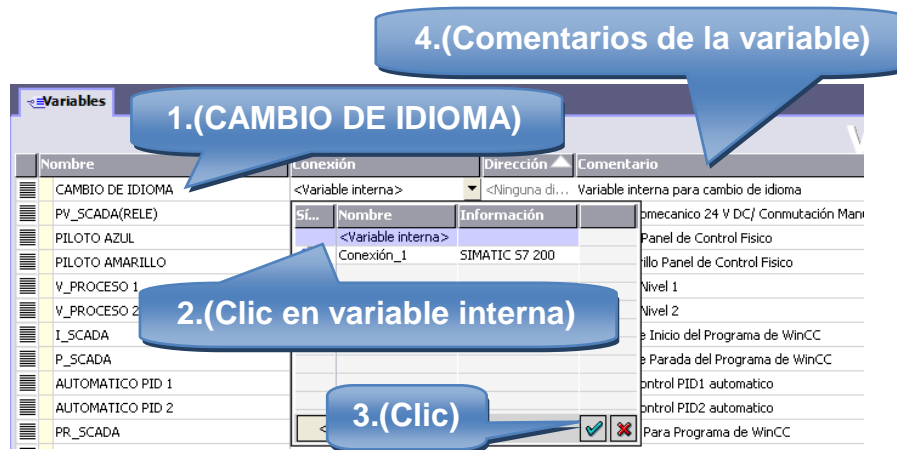 4.(Comentarios de la variable)
Variables
1.(CAMBIO DE IDIOMA)
Nombre Conexión Dirección Comentario
CAMBIO DE IDIOMA <Variable interna> <Ninguna di... Variable interna para cambio de idioma
PV_SCADA(RELE) Sí... Nombre Información omecanico 24 V DC/ Conmutación Man
PILOTO AZUL <Variable interna> Panel de Control Fisico
PILOTO AMARILLO Conexión_1 SIMATIC S7 200 illo Panel de Control Fisico
V_PROCESO 1 Nivel 1
V_PROCESO 2 Nivel 2
2.(Clic en variable interna)
I_SCADA e Inicio del Programa de WinCC
P_SCADA e Parada del Programa de WinCC
AUTOMATICO PID 1 ontrol PID1 automatico
AUTOMATICO PID 2 ontrol PID2 automatico
3.(Clic)
PR_SCADA < Para Programa de WinCC